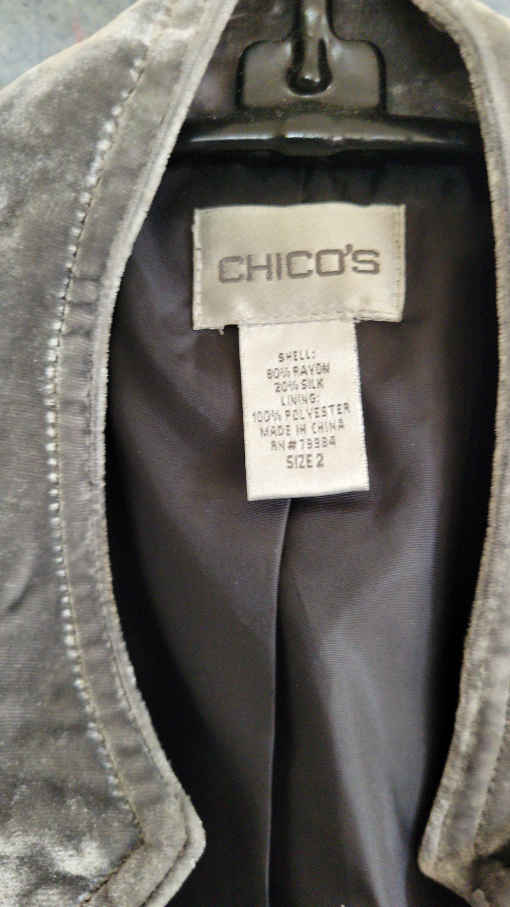 CHICO'S
SHELL:
80% RAYON
20% SILK
LINING:
100% POLYESTER
MADE IN CHINA
RN#79984
SIZE 2